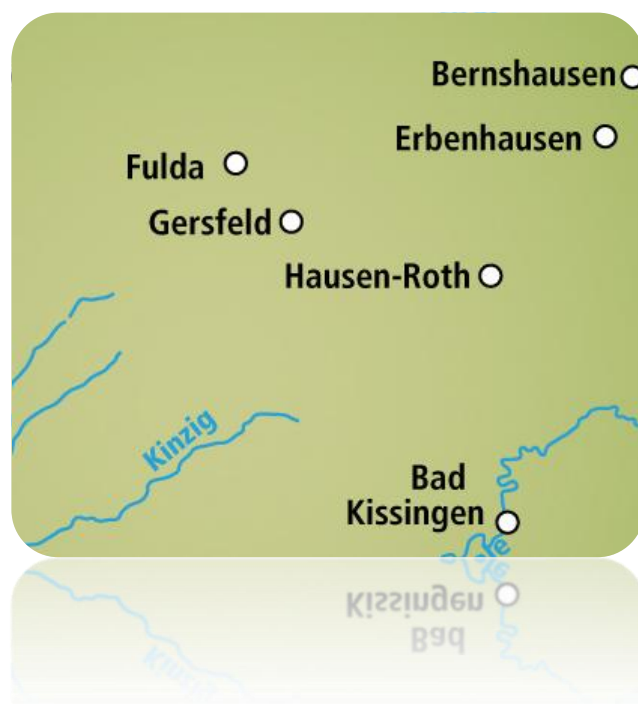 Bernshausen
Erbenhausen
Fulda
Gersfeld
Hausen-Roth
Kinzig
Bad
Kissingen